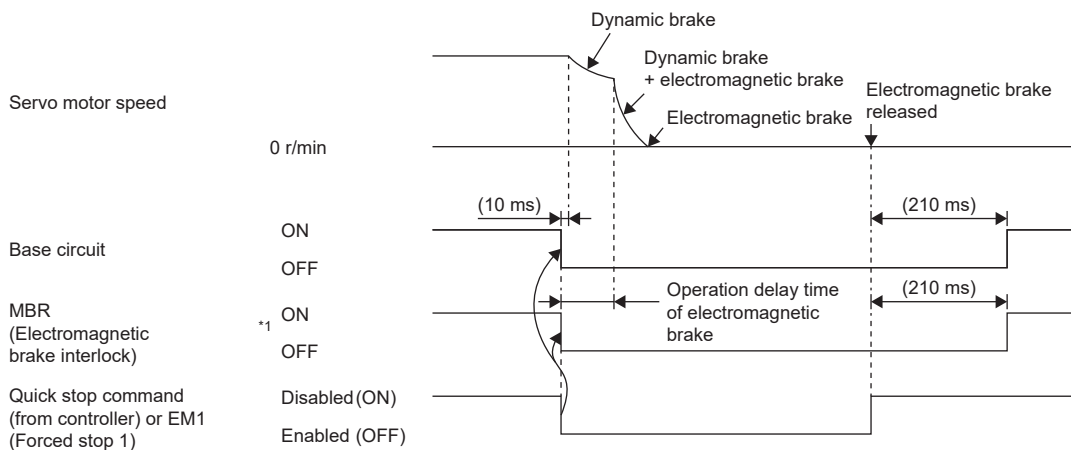 Dynamic brake
Dynamic brake
+ electromagnetic brake
Electromagnetic brake
Electromagnetic brake
released
Servo motor speed
0 r/min
(10 ms)
(210 ms)
Base circuit
ON
OFF
Operation delay time
of electromagnetic
brake
(210 ms)
MBR
(Electromagnetic
brake interlock)
*1
ON
OFF
Quick stop command
(from controller) or EM1
(Forced stop 1)
Disabled (ON)
Enabled (OFF)